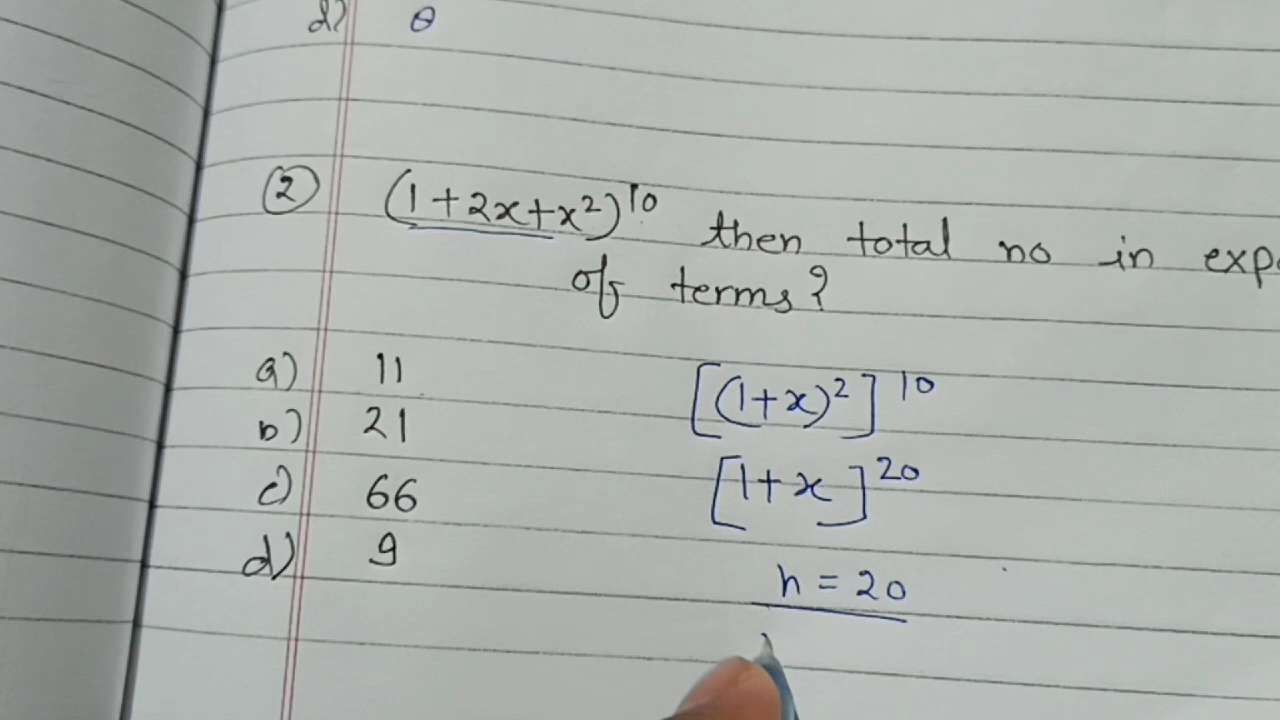 d) θ
② (1+2x+x²)¹⁰ then total no in
of terms?
a) 11
b) 21
c) 66
d) 9
[(1+x)²]¹⁰
[1+x]²⁰
n = 20